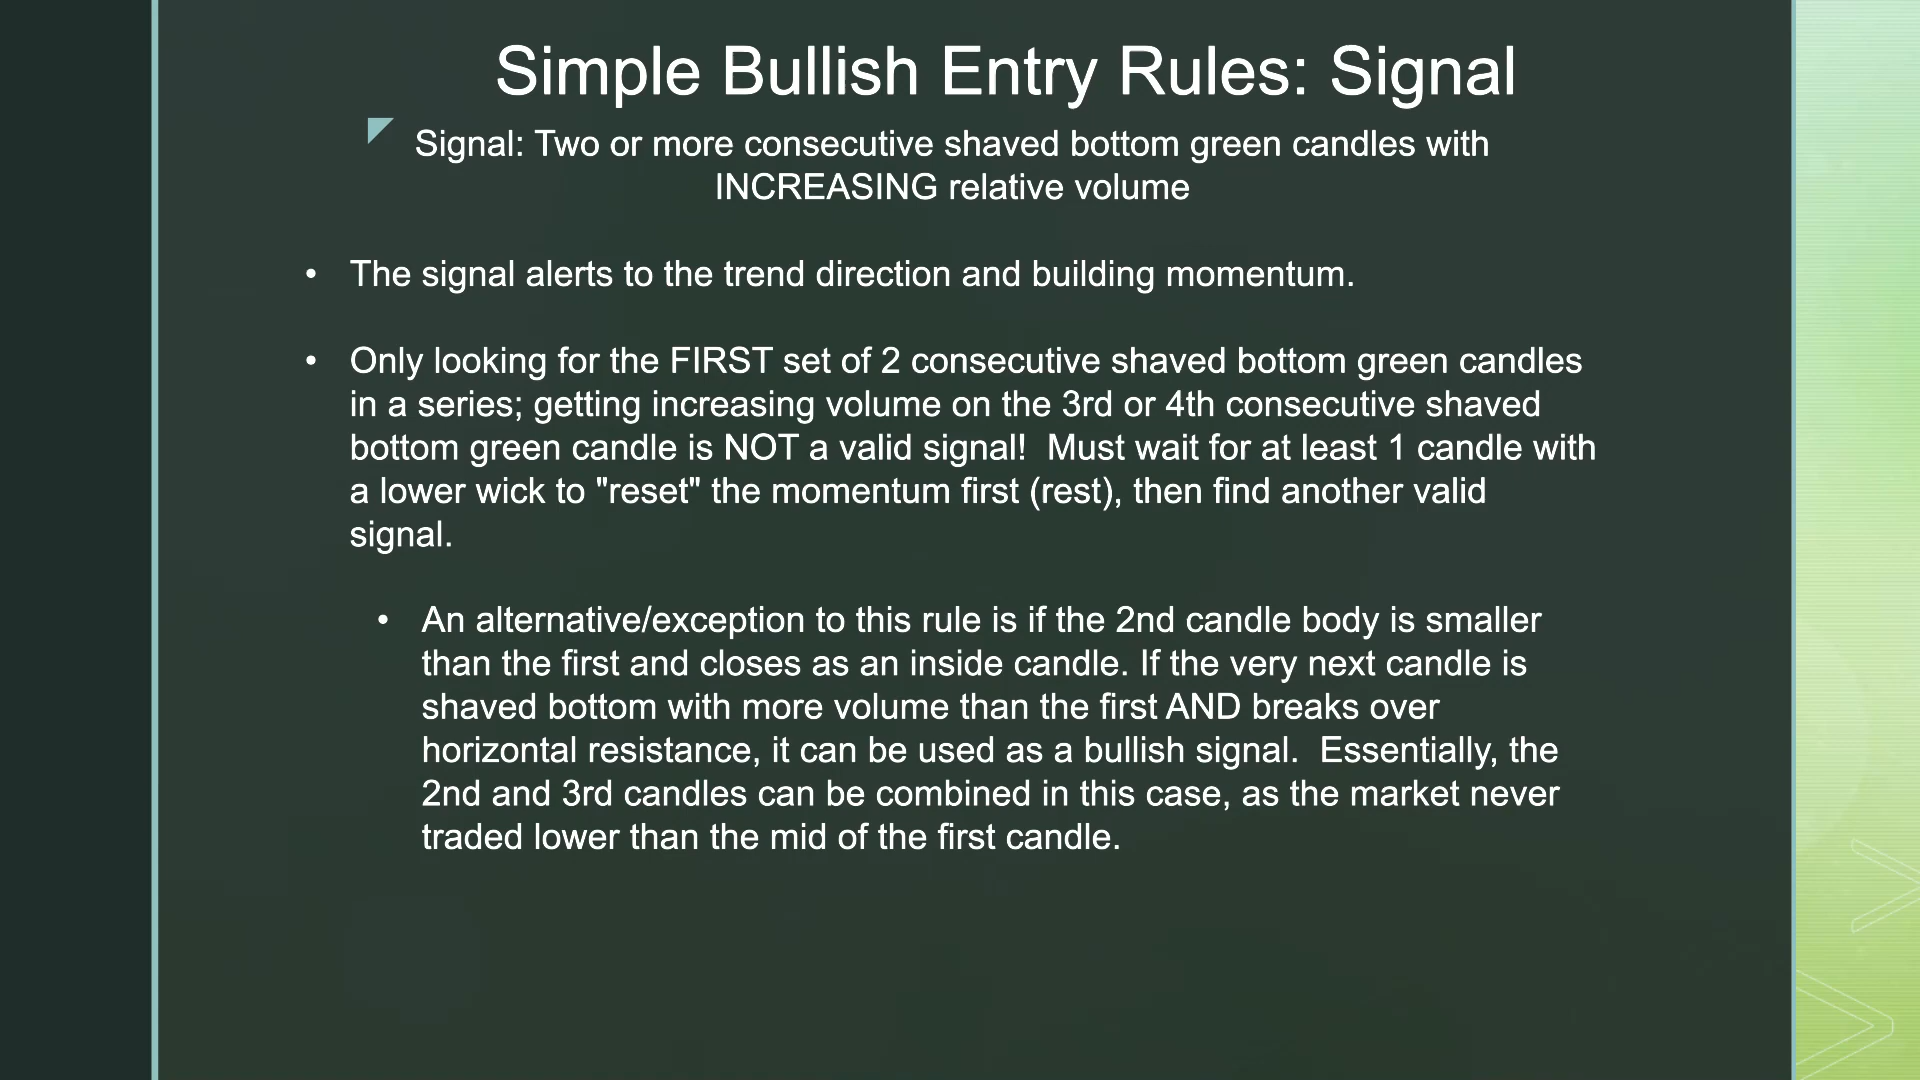 Simple Bullish Entry Rules: Signal
Signal: Two or more consecutive shaved bottom green candles with
INCREASING relative volume
• The signal alerts to the trend direction and building momentum.
• Only looking for the FIRST set of 2 consecutive shaved bottom green candles
in a series; getting increasing volume on the 3rd or 4th consecutive shaved
bottom green candle is NOT a valid signal!  Must wait for at least 1 candle with
a lower wick to "reset" the momentum first (rest), then find another valid
signal.
• An alternative/exception to this rule is if the 2nd candle body is smaller
than the first and closes as an inside candle. If the very next candle is
shaved bottom with more volume than the first AND breaks over
horizontal resistance, it can be used as a bullish signal.  Essentially, the
2nd and 3rd candles can be combined in this case, as the market never
traded lower than the mid of the first candle.